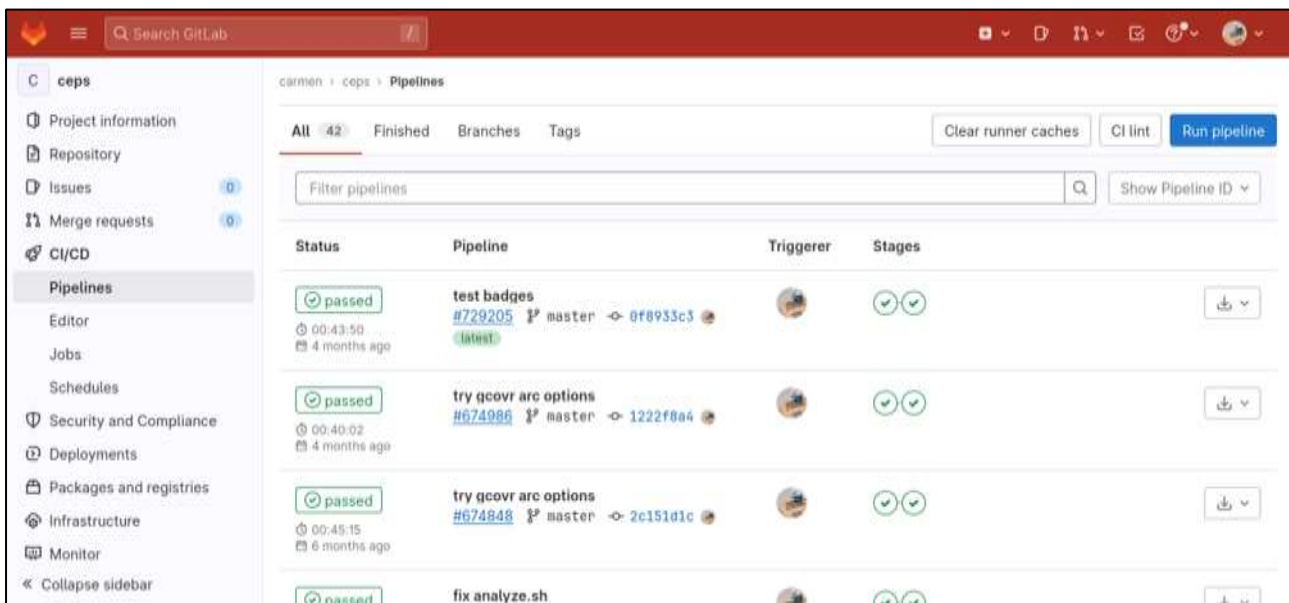 Search GitLab /
C ceps
Project information
Repository
Issues 0
Merge requests 0
CI/CD
Pipelines
Editor
Jobs
Schedules
Security and Compliance
Deployments
Packages and registries
Infrastructure
Monitor
« Collapse sidebar
carmen › ceps › Pipelines
All 42 Finished Branches Tags
Clear runner caches CI lint Run pipeline
Filter pipelines
Show Pipeline ID
Status Pipeline Triggerer Stages
passed
00:43:50
4 months ago
test badges
#729205 master 0f8933c3
latest
passed
00:40:02
4 months ago
try gcovr arc options
#674986 master 1222f8a4
passed
00:45:15
6 months ago
try gcovr arc options
#674848 master 2c151d1c
passed
fix analyze.sh